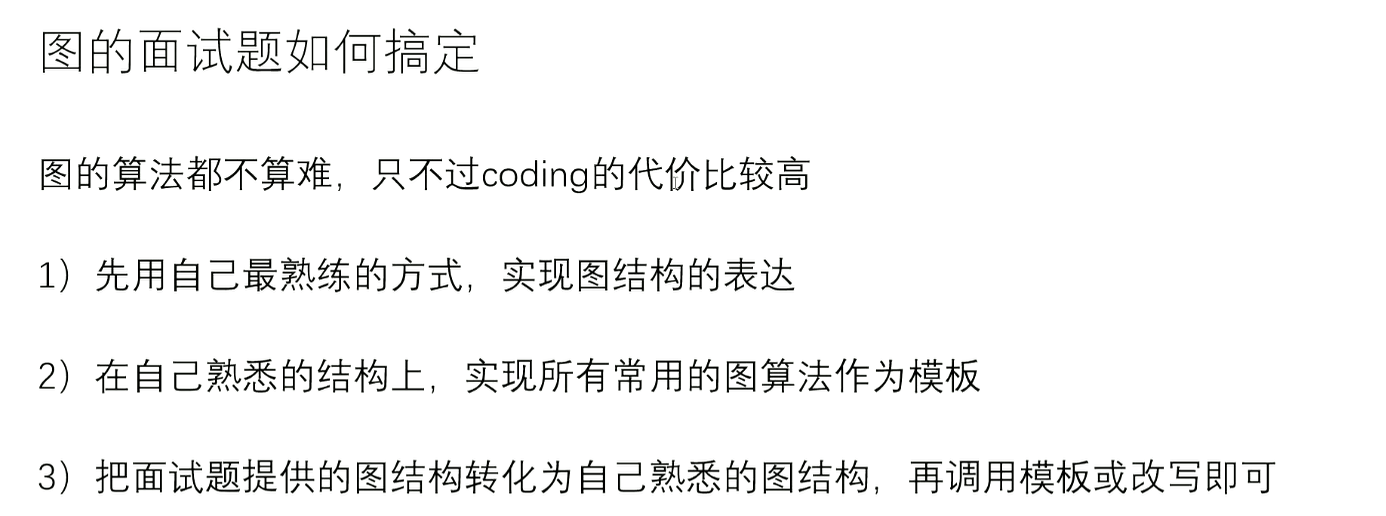 图的面试题如何搞定
图的算法都不算难，只不过coding的代价比较高
1）先用自己最熟练的方式，实现图结构的表达
2）在自己熟悉的结构上，实现所有常用的图算法作为模板
3）把面试题提供的图结构转化为自己熟悉的图结构，再调用模板或改写即可